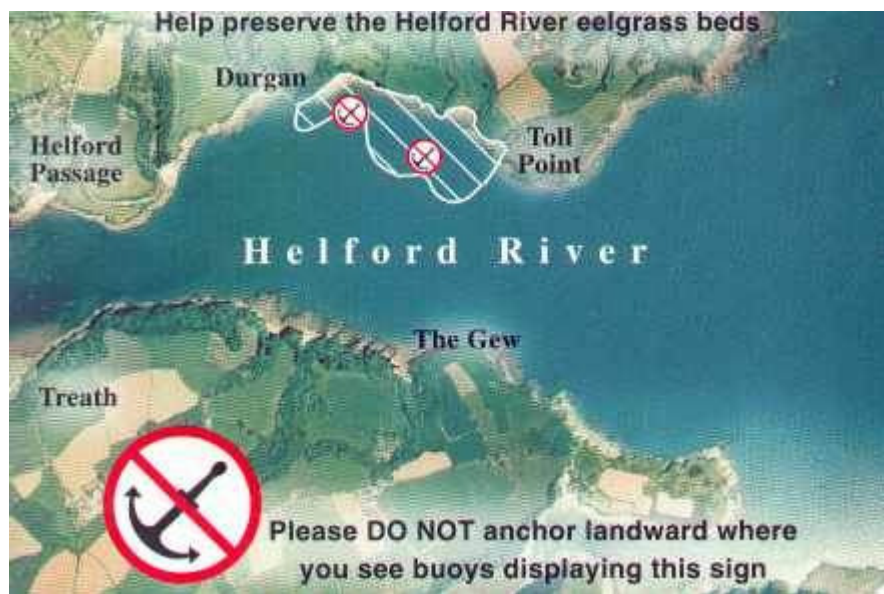 Help preserve the Helford River eelgrass beds
Durgan
Helford
Passage
Toll
Point
Helford River
The Gew
Treath
Please DO NOT anchor landward where
you see buoys displaying this sign